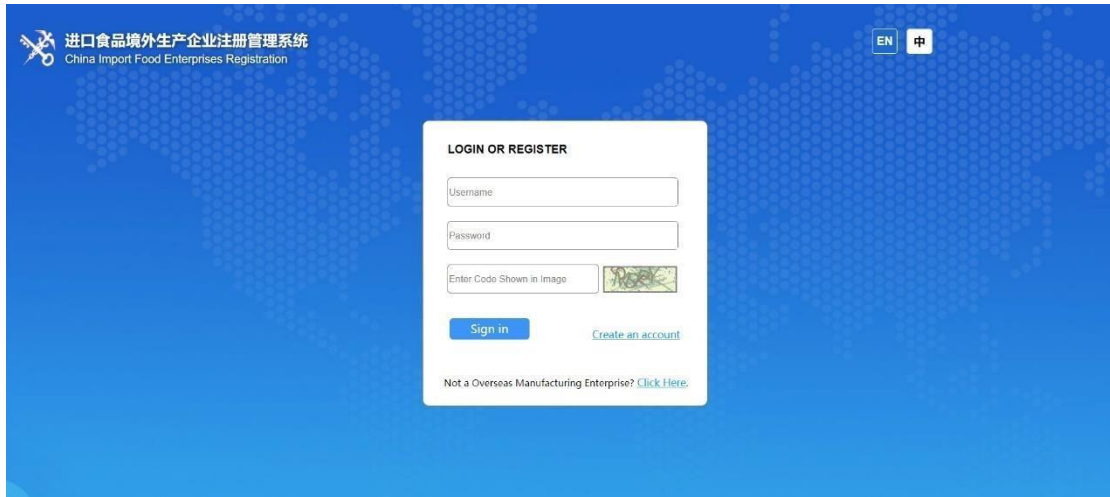 进口食品境外生产企业注册管理系统
China Import Food Enterprises Registration
EN 中
LOGIN OR REGISTER
Username
Password
Enter Code Shown in Image
Sign in
Create an account
Not a Overseas Manufacturing Enterprise? Click Here.